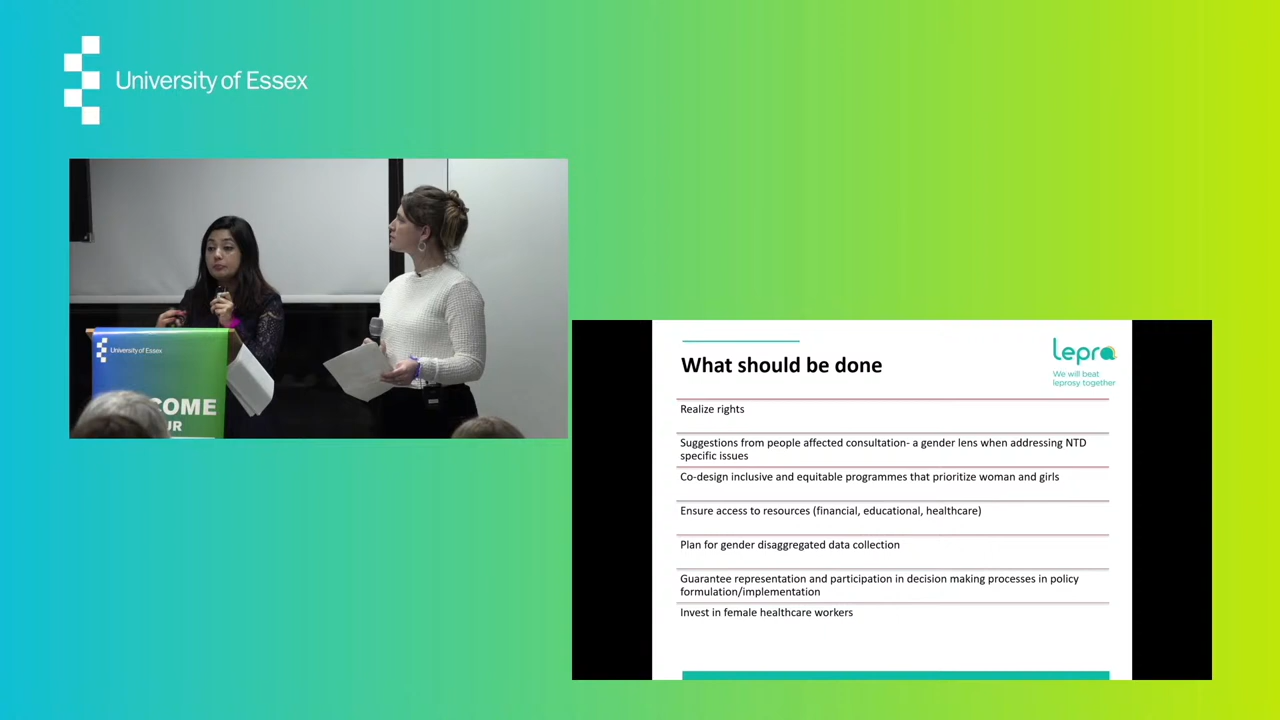 University of Essex
University of Essex
COME
UR
What should be done
lepra
We will beat
leprosy together
Realize rights
Suggestions from people affected consultation- a gender lens when addressing NTD
specific issues
Co-design inclusive and equitable programmes that prioritize woman and girls
Ensure access to resources (financial, educational, healthcare)
Plan for gender disaggregated data collection
Guarantee representation and participation in decision making processes in policy
formulation/implementation
Invest in female healthcare workers